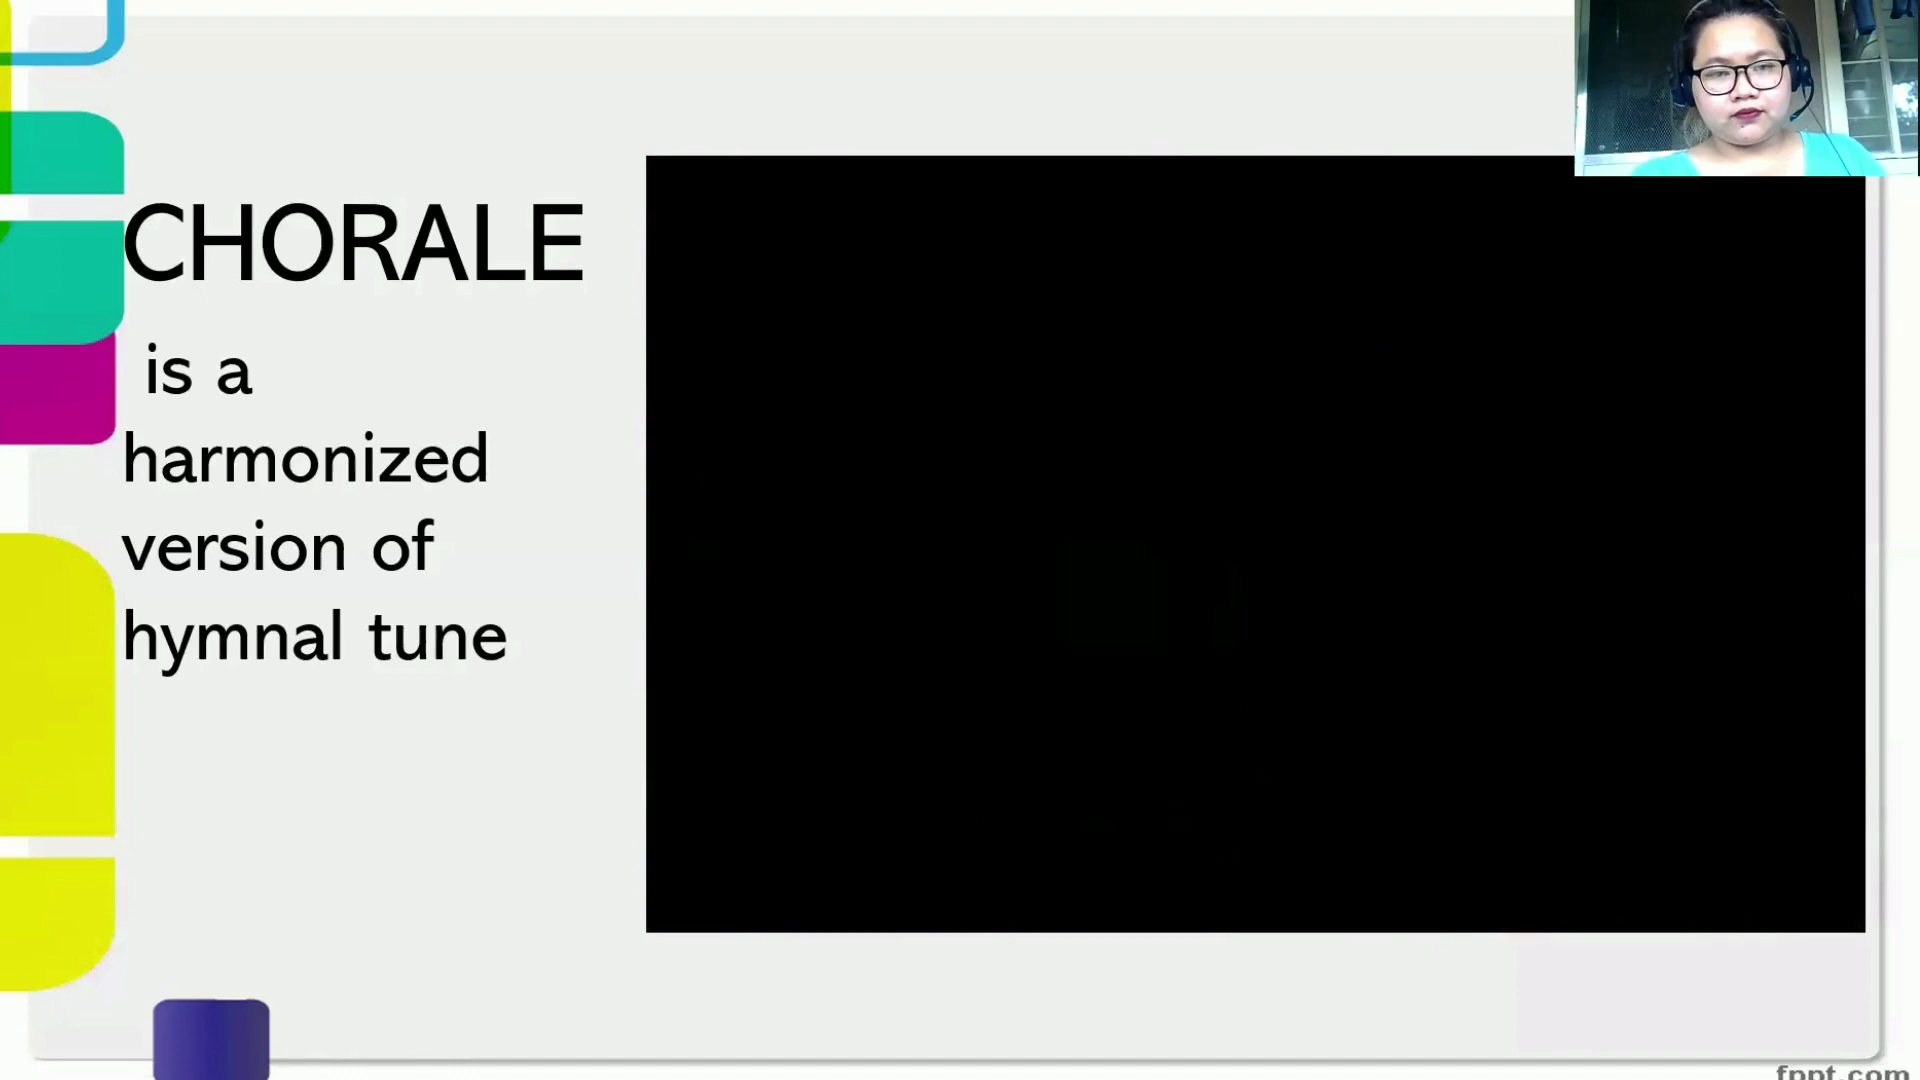 CHORALE
is a
harmonized
version of
hymnal tune
fppt.com